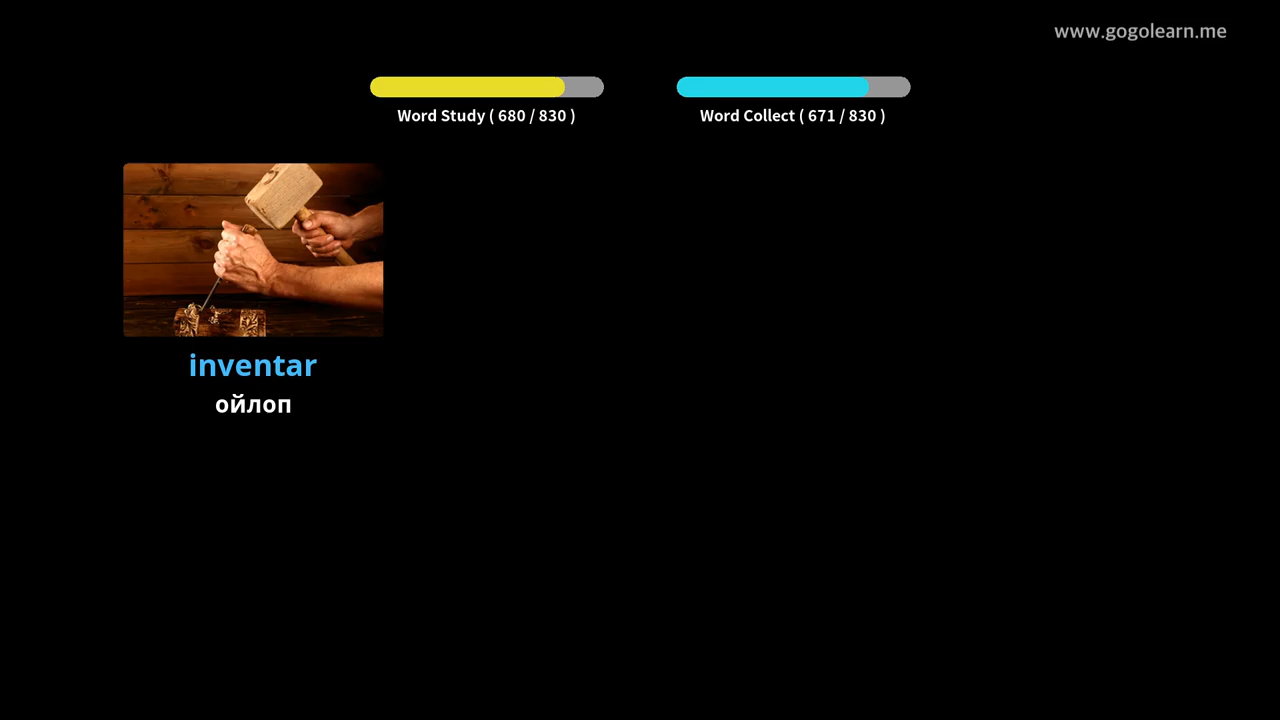 www.gogolearn.me
Word Study ( 680 / 830 )
Word Collect ( 671 / 830 )
inventar
ойлоп